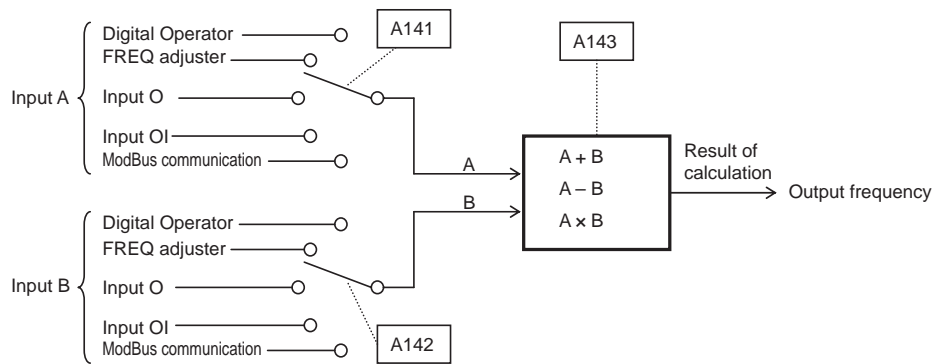 Digital Operator
FREQ adjuster
Input A
Input O
Input OI
ModBus communication
A141
A143
A
B
A + B
A – B
A × B
Result of
calculation
Output frequency
Digital Operator
FREQ adjuster
Input B
Input O
Input OI
ModBus communication
A142